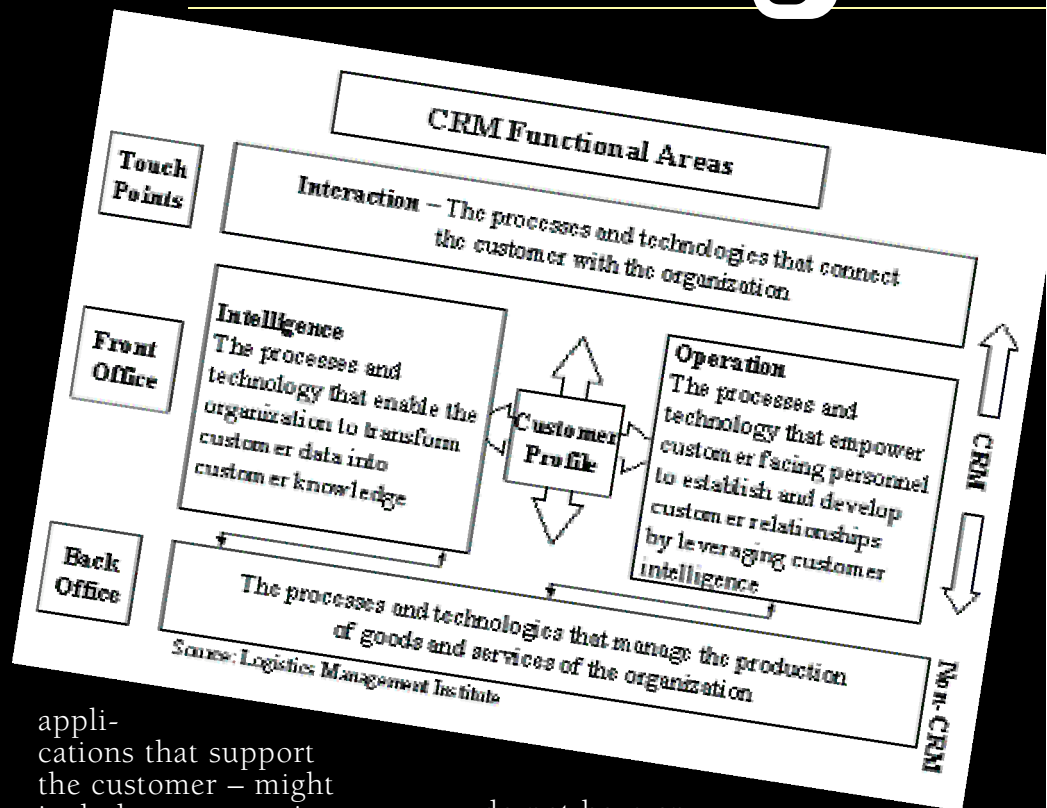 CRM Functional Areas
Touch
Points
Interaction – The processes and technologies that connect
the customer with the organization
Front
Office
Intelligence
The processes and
technology that enable the
organization to transform
customer data into
customer knowledge
Customer
Profile
Operation
The processes and
technology that empower
customer facing personnel
to establish and develop
customer relationships
by leveraging customer
intelligence
CRM
Back
Office
The processes and technologies that manage the production
of goods and services of the organization
Non-CRM
Source: Logistics Management Institute
appli-
cations that support
the customer – might